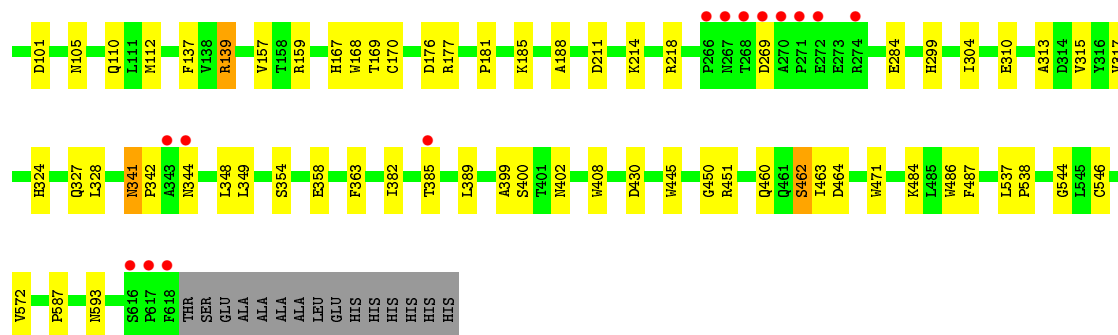 D101 N105 Q110 L111 M112 F137 V138 R139 V157 T158 R159 H167 W168 T169 C170 D176 R177 P181 K185 A188 D211 K214 R218 P266 N267 T268 D269 A270 P271 E272 E273 R274 E284 H299 I304 E310 A313 D314 V315 Y316 V317
H324 Q327 L328 N341 P342 A343 N344 L348 L349 S354 E358 F363 I382 T385 L389 A399 S400 T401 N402 W408 D430 W445 G450 R451 Q460 Q461 S462 I463 D464 W471 K484 L485 W486 F487 L537 P538 G544 L545 C546
V572 P587 N593 S616 P617 F618 THR SER GLU ALA ALA ALA ALA LEU GLU HIS HIS HIS HIS HIS HIS